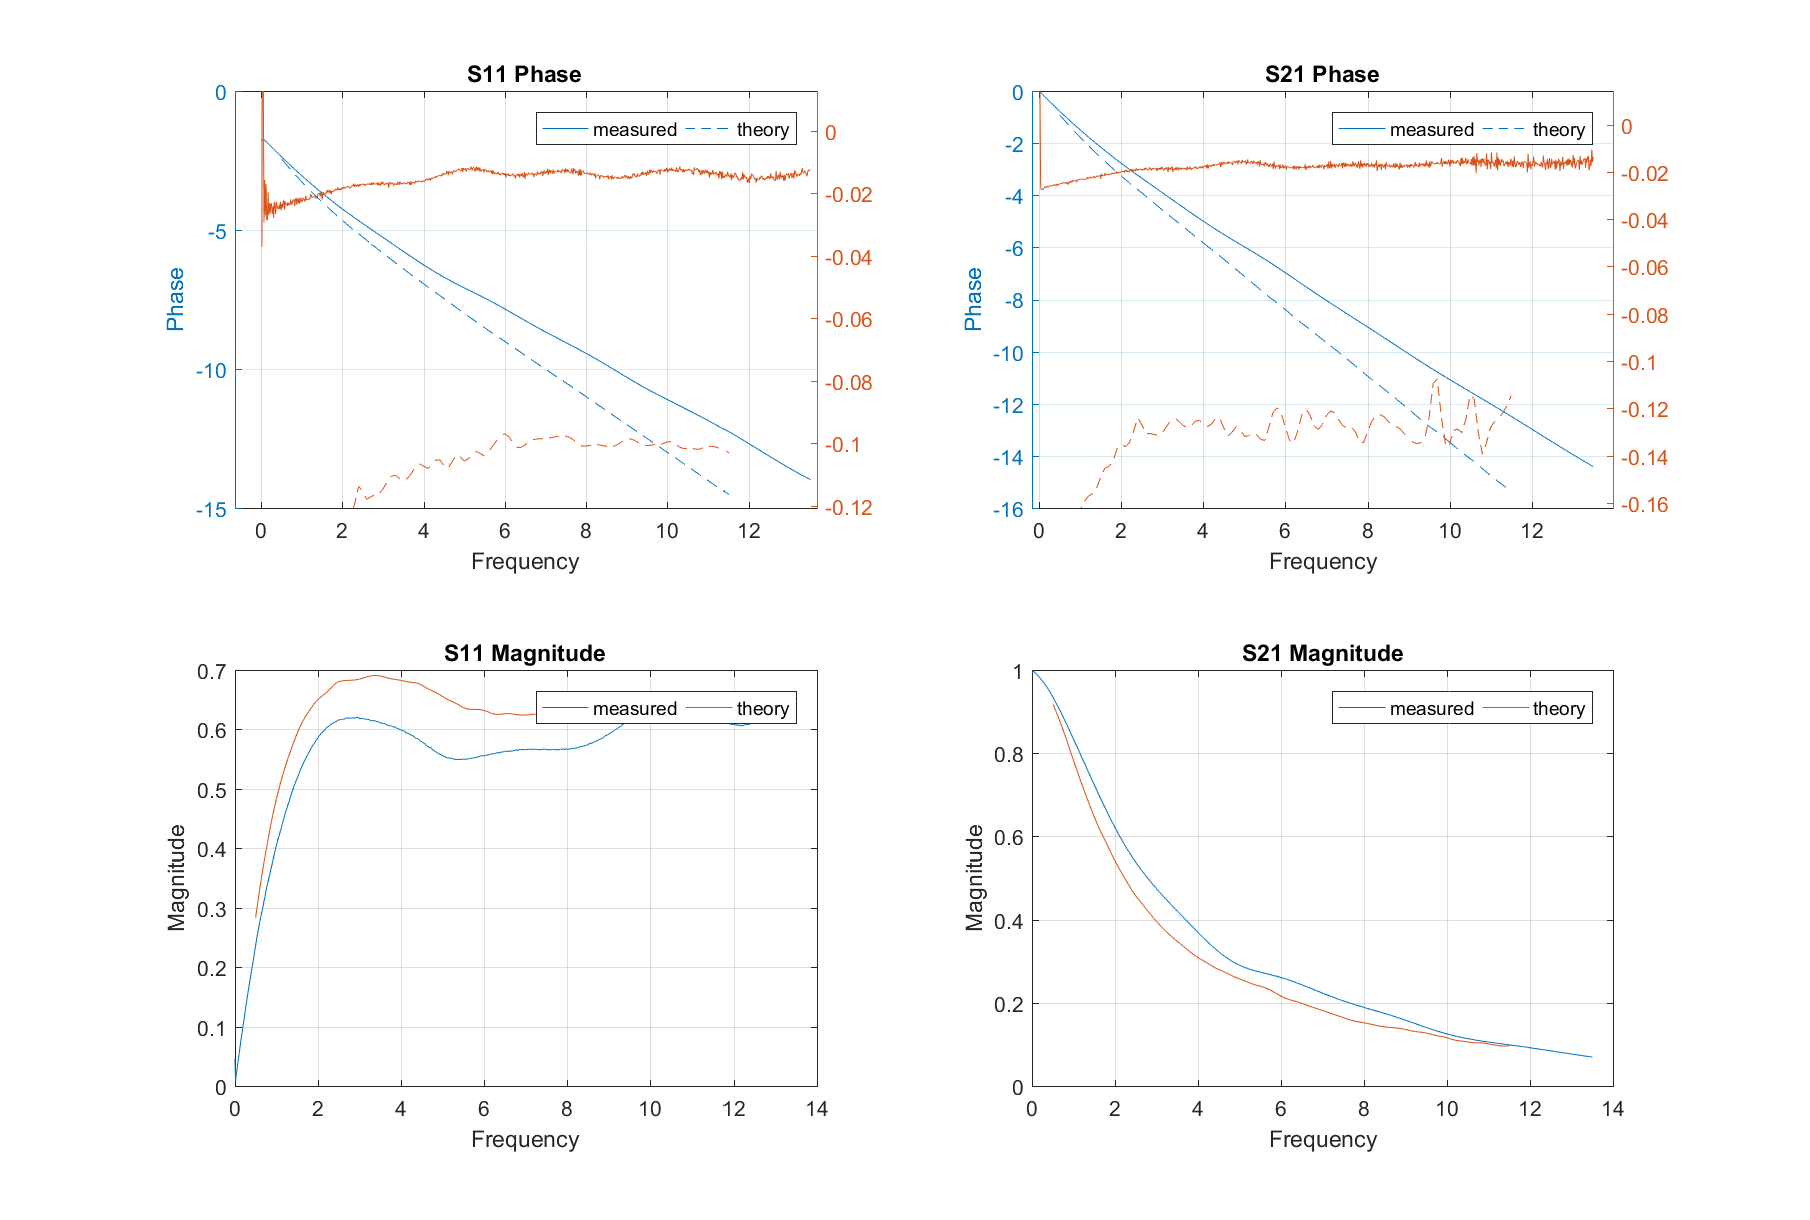 S11 Phase
0
-5
-10
-15
Phase
0
-0.02
-0.04
-0.06
-0.08
-0.1
-0.12
measured theory
0 2 4 6 8 10 12
Frequency
S21 Phase
0
-2
-4
-6
-8
-10
-12
-14
-16
Phase
0
-0.02
-0.04
-0.06
-0.08
-0.1
-0.12
-0.14
-0.16
measured theory
0 2 4 6 8 10 12
Frequency
S11 Magnitude
0.7
0.6
0.5
0.4
0.3
0.2
0.1
0
Magnitude
measured theory
0 2 4 6 8 10 12 14
Frequency
S21 Magnitude
1
0.8
0.6
0.4
0.2
0
Magnitude
measured theory
0 2 4 6 8 10 12 14
Frequency